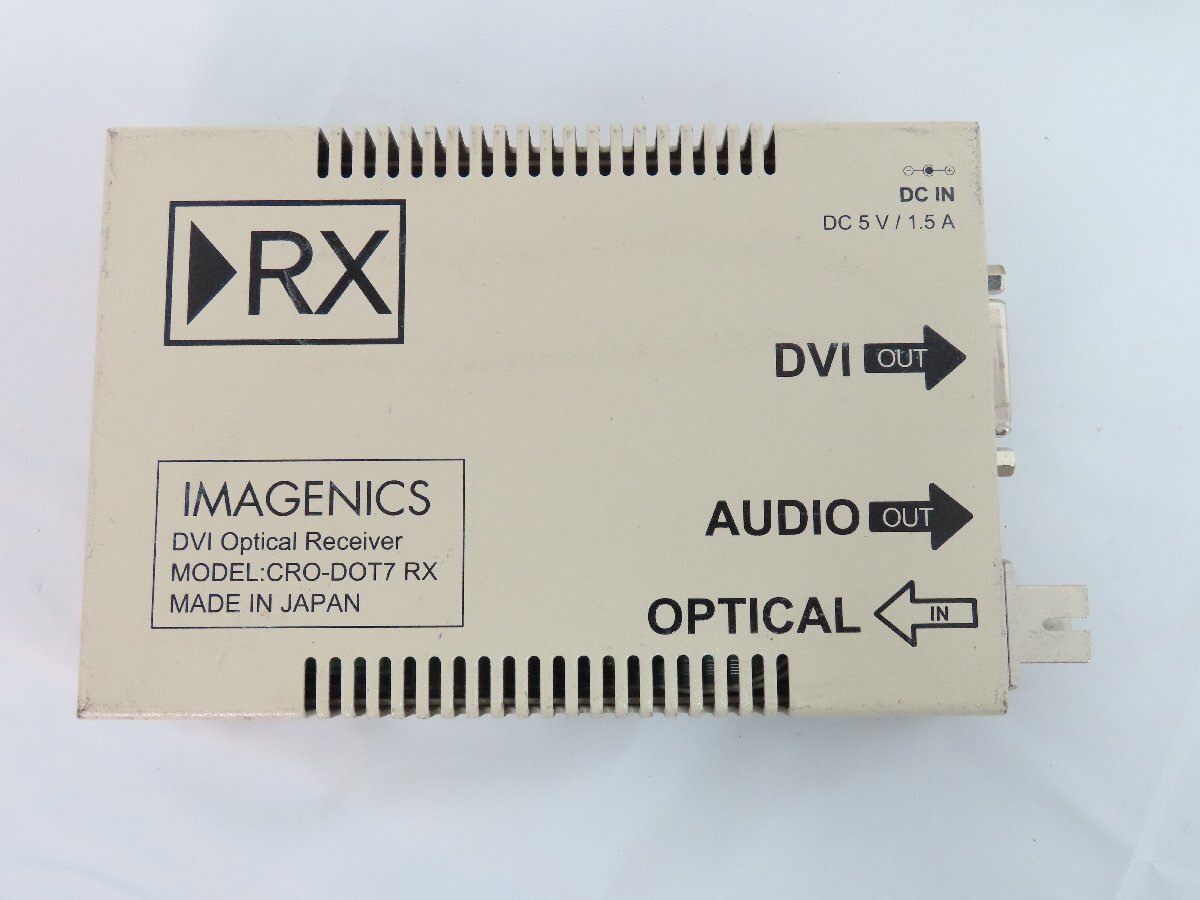 RX
DC IN
DC 5 V / 1.5 A
DVI OUT
AUDIO OUT
OPTICAL IN
IMAGENICS
DVI Optical Receiver
MODEL:CRO-DOT7 RX
MADE IN JAPAN